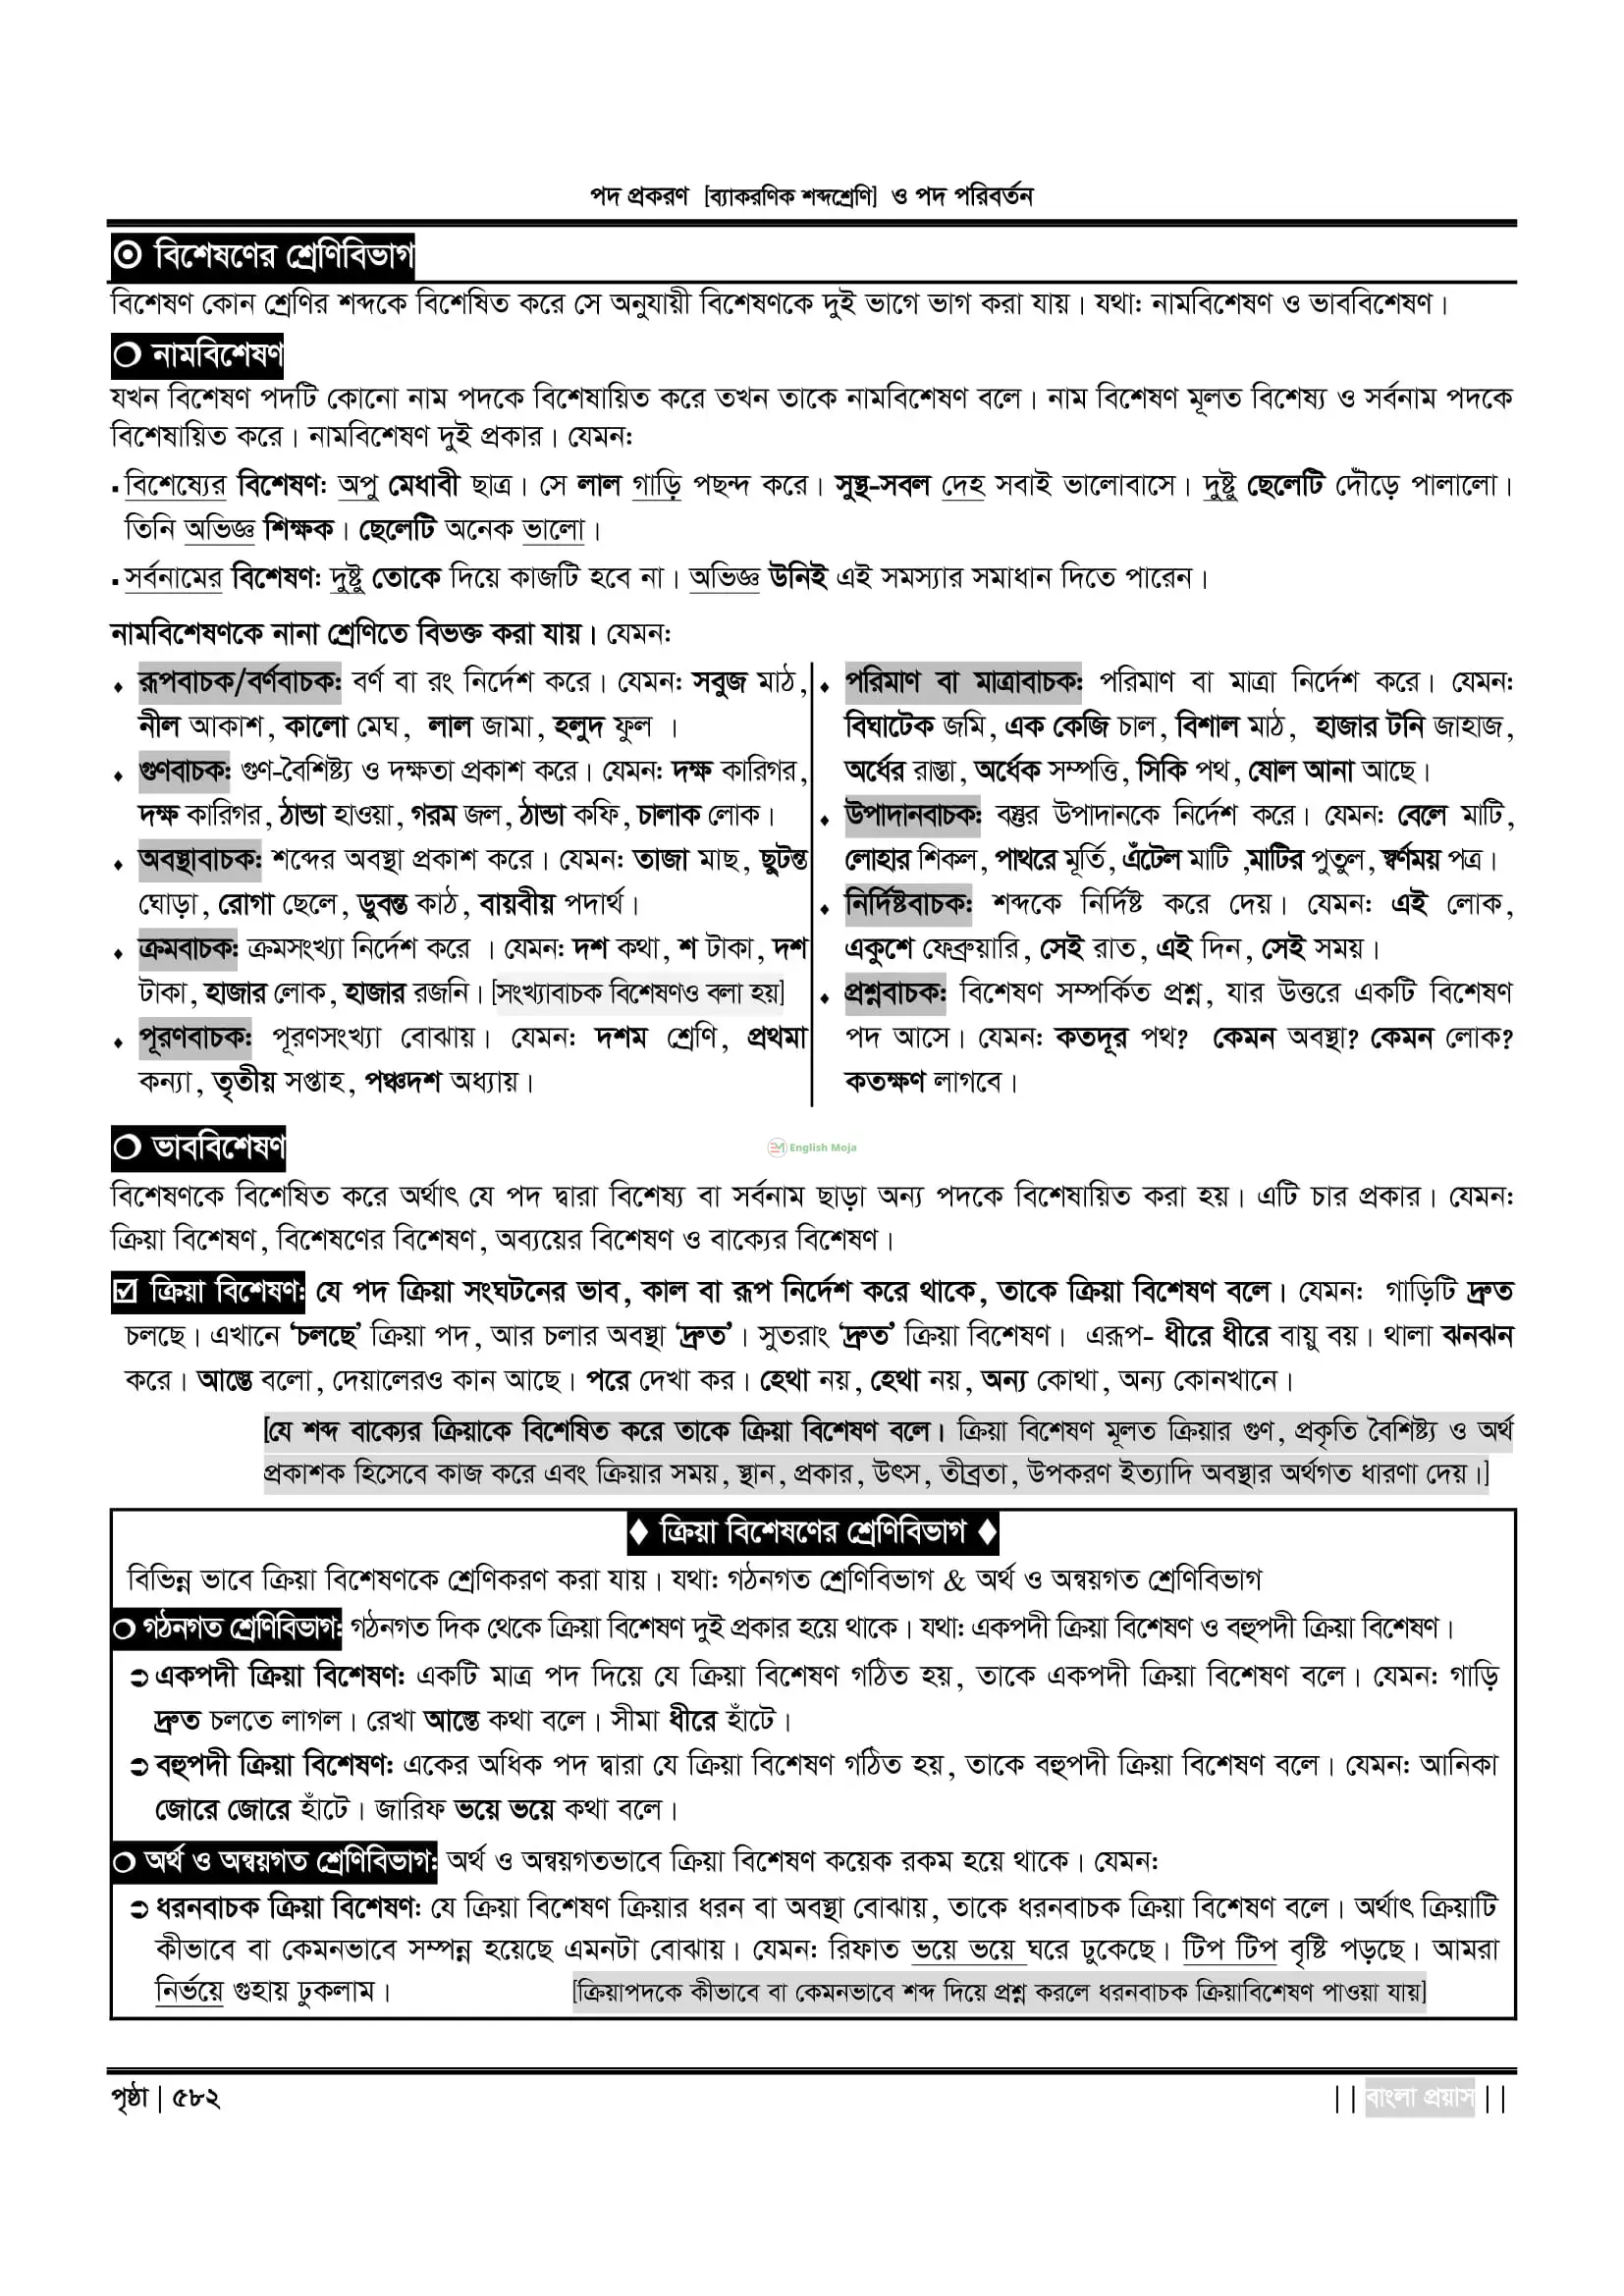 পদ প্রকরণ [ব্যাকরণিক শব্দশ্রেণি] ও পদ পরিবর্তন
বিশেষণের শ্রেণিবিভাগ
বিশেষণ কোন শ্রেণির শব্দকে বিশেষিত করে সে অনুযায়ী বিশেষণকে দুই ভাগে ভাগ করা যায়। যথা: নামবিশেষণ ও ভাববিশেষণ।
নামবিশেষণ
যখন বিশেষণ পদটি কোনো নাম পদকে বিশেষায়িত করে তখন তাকে নামবিশেষণ বলে। নাম বিশেষণ মূলত বিশেষ্য ও সর্বনাম পদকে
বিশেষায়িত করে। নামবিশেষণ দুই প্রকার। যেমন:
▪ বিশেষ্যের বিশেষণ: অপু মেধাবী ছাত্র। সে লাল গাড়ি পছন্দ করে। সুস্থ-সবল দেহ সবাই ভালোবাসে। দুষ্টু ছেলেটি দৌঁড়ে পালালো।
তিনি অভিজ্ঞ শিক্ষক। ছেলেটি অনেক ভালো।
▪ সর্বনামের বিশেষণ: দুষ্টু তোকে দিয়ে কাজটি হবে না। অভিজ্ঞ উনিই এই সমস্যার সমাধান দিতে পারেন।
নামবিশেষণকে নানা শ্রেণিতে বিভক্ত করা যায়। যেমন:
♦ রূপবাচক/বর্ণবাচক: বর্ণ বা রং নির্দেশ করে। যেমন: সবুজ মাঠ,
নীল আকাশ, কালো মেঘ, লাল জামা, হলুদ ফুল ।
♦ গুণবাচক: গুণ-বৈশিষ্ট্য ও দক্ষতা প্রকাশ করে। যেমন: দক্ষ কারিগর,
দক্ষ কারিগর, ঠান্ডা হাওয়া, গরম জল, ঠান্ডা কফি, চালাক লোক।
♦ অবস্থাবাচক: শব্দের অবস্থা প্রকাশ করে। যেমন: তাজা মাছ, ছুটন্ত
ঘোড়া, রোগা ছেলে, ডুবন্ত কাঠ, বায়বীয় পদার্থ।
♦ ক্রমবাচক: ক্রমসংখ্যা নির্দেশ করে । যেমন: দশ কথা, শ টাকা, দশ
টাকা, হাজার লোক, হাজার রজনি। [সংখ্যাবাচক বিশেষণও বলা হয়]
♦ পূরণবাচক: পূরণসংখ্যা বোঝায়। যেমন: দশম শ্রেণি, প্রথমা
কন্যা, তৃতীয় সপ্তাহ, পঞ্চদশ অধ্যায়।
♦ পরিমাণ বা মাত্রাবাচক: পরিমাণ বা মাত্রা নির্দেশ করে। যেমন:
বিঘাটেক জমি, এক কেজি চাল, বিশাল মাঠ, হাজার টনি জাহাজ,
অর্ধের রাস্তা, অর্ধেক সম্পত্তি, সিকি পথ, ষোল আনা আছে।
♦ উপাদানবাচক: বস্তুর উপাদানকে নির্দেশ করে। যেমন: বেলে মাটি,
লোহার শিকল, পাথরে মূর্তি, এঁটেল মাটি ,মাটির পুতুল, স্বর্ণময় পত্র।
♦ নির্দিষ্টবাচক: শব্দকে নির্দিষ্ট করে দেয়। যেমন: এই লোক,
একুশে ফেব্রুয়ারি, সেই রাত, এই দিন, সেই সময়।
♦ প্রশ্নবাচক: বিশেষণ সম্পর্কিত প্রশ্ন, যার উত্তরে একটি বিশেষণ
পদ আসে। যেমন: কতদূর পথ? কেমন অবস্থা? কেমন লোক?
কতক্ষণ লাগবে।
ভাববিশেষণ
English Moja
বিশেষণকে বিশেষিত করে অর্থাৎ যে পদ দ্বারা বিশেষ্য বা সর্বনাম ছাড়া অন্য পদকে বিশেষায়িত করা হয়। এটি চার প্রকার। যেমন:
ক্রিয়া বিশেষণ, বিশেষণের বিশেষণ, অব্যয়ের বিশেষণ ও বাক্যের বিশেষণ।
☑ ক্রিয়া বিশেষণ: যে পদ ক্রিয়া সংঘটনের ভাব, কাল বা রূপ নির্দেশ করে থাকে, তাকে ক্রিয়া বিশেষণ বলে। যেমন: গাড়িটি দ্রুত
চলছে। এখানে ‘চলছে’ ক্রিয়া পদ, আর চলার অবস্থা ‘দ্রুত’। সুতরাং ‘দ্রুত’ ক্রিয়া বিশেষণ। এরূপ- ধীরে ধীরে বায়ু বয়। থালা ঝনঝন
করে। আস্তে বলো, দেয়ালেরও কান আছে। পরে দেখা কর। হেথা নয়, হেথা নয়, অন্য কোথা, অন্য কোনখানে।
[যে শব্দ বাক্যের ক্রিয়াকে বিশেষিত করে তাকে ক্রিয়া বিশেষণ বলে। ক্রিয়া বিশেষণ মূলত ক্রিয়ার গুণ, প্রকৃতি বৈশিষ্ট্য ও অর্থ
প্রকাশক হিসেবে কাজ করে এবং ক্রিয়ার সময়, স্থান, প্রকার, উৎস, তীব্রতা, উপকরণ ইত্যাদি অবস্থার অর্থগত ধারণা দেয়।]
♦ ক্রিয়া বিশেষণের শ্রেণিবিভাগ ♦
বিভিন্ন ভাবে ক্রিয়া বিশেষণকে শ্রেণিকরণ করা যায়। যথা: গঠনগত শ্রেণিবিভাগ & অর্থ ও অন্বয়গত শ্রেণিবিভাগ
গঠনগত শ্রেণিবিভাগ: গঠনগত দিক থেকে ক্রিয়া বিশেষণ দুই প্রকার হয়ে থাকে। যথা: একপদী ক্রিয়া বিশেষণ ও বহুপদী ক্রিয়া বিশেষণ।
➲ একপদী ক্রিয়া বিশেষণ: একটি মাত্র পদ দিয়ে যে ক্রিয়া বিশেষণ গঠিত হয়, তাকে একপদী ক্রিয়া বিশেষণ বলে। যেমন: গাড়ি
দ্রুত চলতে লাগল। রেখা আস্তে কথা বলে। সীমা ধীরে হাঁটে।
➲ বহুপদী ক্রিয়া বিশেষণ: একের অধিক পদ দ্বারা যে ক্রিয়া বিশেষণ গঠিত হয়, তাকে বহুপদী ক্রিয়া বিশেষণ বলে। যেমন: আনিকা
জোরে জোরে হাঁটে। জারিফ ভয়ে ভয়ে কথা বলে।
অর্থ ও অন্বয়গত শ্রেণিবিভাগ: অর্থ ও অন্বয়গতভাবে ক্রিয়া বিশেষণ কয়েক রকম হয়ে থাকে। যেমন:
➲ ধরনবাচক ক্রিয়া বিশেষণ: যে ক্রিয়া বিশেষণ ক্রিয়ার ধরন বা অবস্থা বোঝায়, তাকে ধরনবাচক ক্রিয়া বিশেষণ বলে। অর্থাৎ ক্রিয়াটি
কীভাবে বা কেমনভাবে সম্পন্ন হয়েছে এমনটা বোঝায়। যেমন: রিফাত ভয়ে ভয়ে ঘরে ঢুকেছে। টিপ টিপ বৃষ্টি পড়ছে। আমরা
নির্ভয়ে গুহায় ঢুকলাম। [ক্রিয়াপদকে কীভাবে বা কেমনভাবে শব্দ দিয়ে প্রশ্ন করলে ধরনবাচক ক্রিয়াবিশেষণ পাওয়া যায়]
পৃষ্ঠা | ৫৮২
|| বাংলা প্রয়াস ||